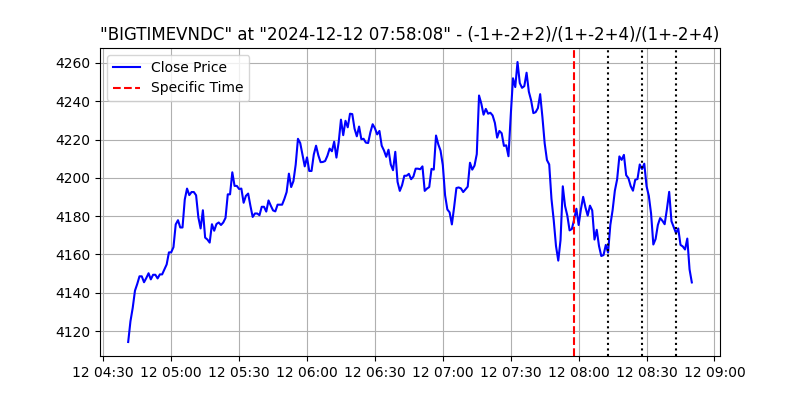 "BIGTIMEVNDC" at "2024-12-12 07:58:08" - (-1+-2+2)/(1+-2+4)/(1+-2+4)
Close Price
Specific Time
4260
4240
4220
4200
4180
4160
4140
4120
12 04:30 12 05:00 12 05:30 12 06:00 12 06:30 12 07:00 12 07:30 12 08:00 12 08:30 12 09:00